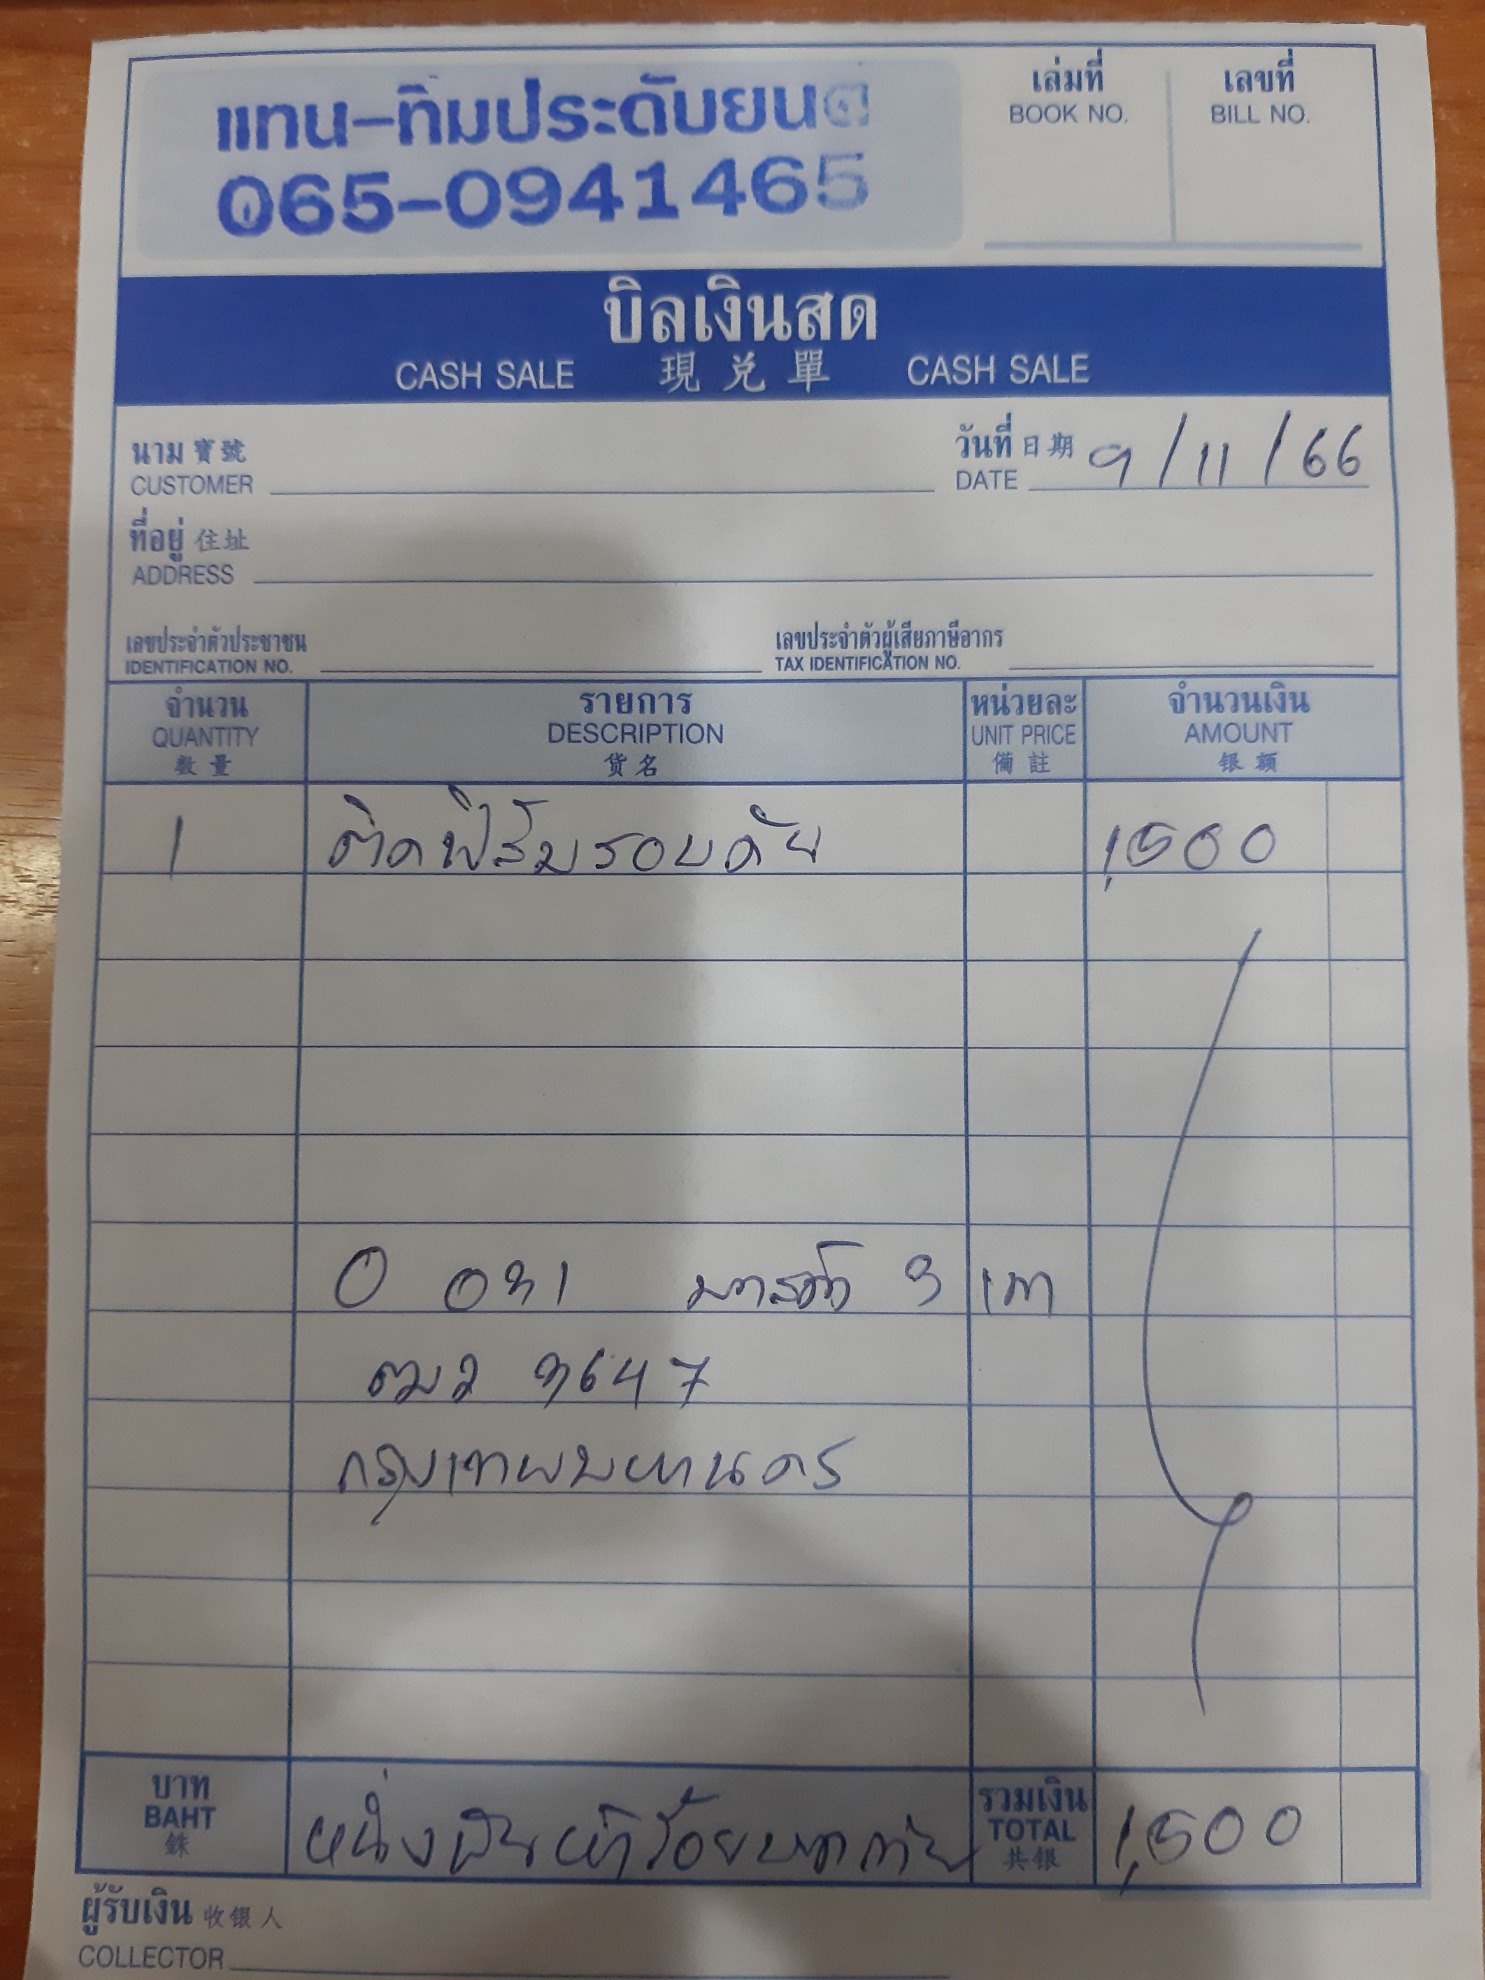 แทน-ทิมประดับยนต
065-0941465
เล่มที่
BOOK NO.
เลขที่
BILL NO.
บิลเงินสด
CASH SALE 現兌單 CASH SALE
นาม 寶號
CUSTOMER
วันที่ 日期 9/11/66
DATE
ที่อยู่ 住址
ADDRESS
เลขประจำตัวประชาชน
IDENTIFICATION NO.
เลขประจำตัวผู้เสียภาษีอากร
TAX IDENTIFICATION NO.
จำนวน
QUANTITY
数量
รายการ
DESCRIPTION
货名
หน่วยละ
UNIT PRICE
備註
จำนวนเงิน
AMOUNT
银额
1 ติดฟิล์มรอบคัน 1,500
มาสด้า 3 เทา
3647
กรุงเทพมหานคร
บาท
BAHT
銖
หนึ่งพันห้าร้อยบาทถ้วน
รวมเงิน
TOTAL
共银
1,500
ผู้รับเงิน 收银人
COLLECTOR